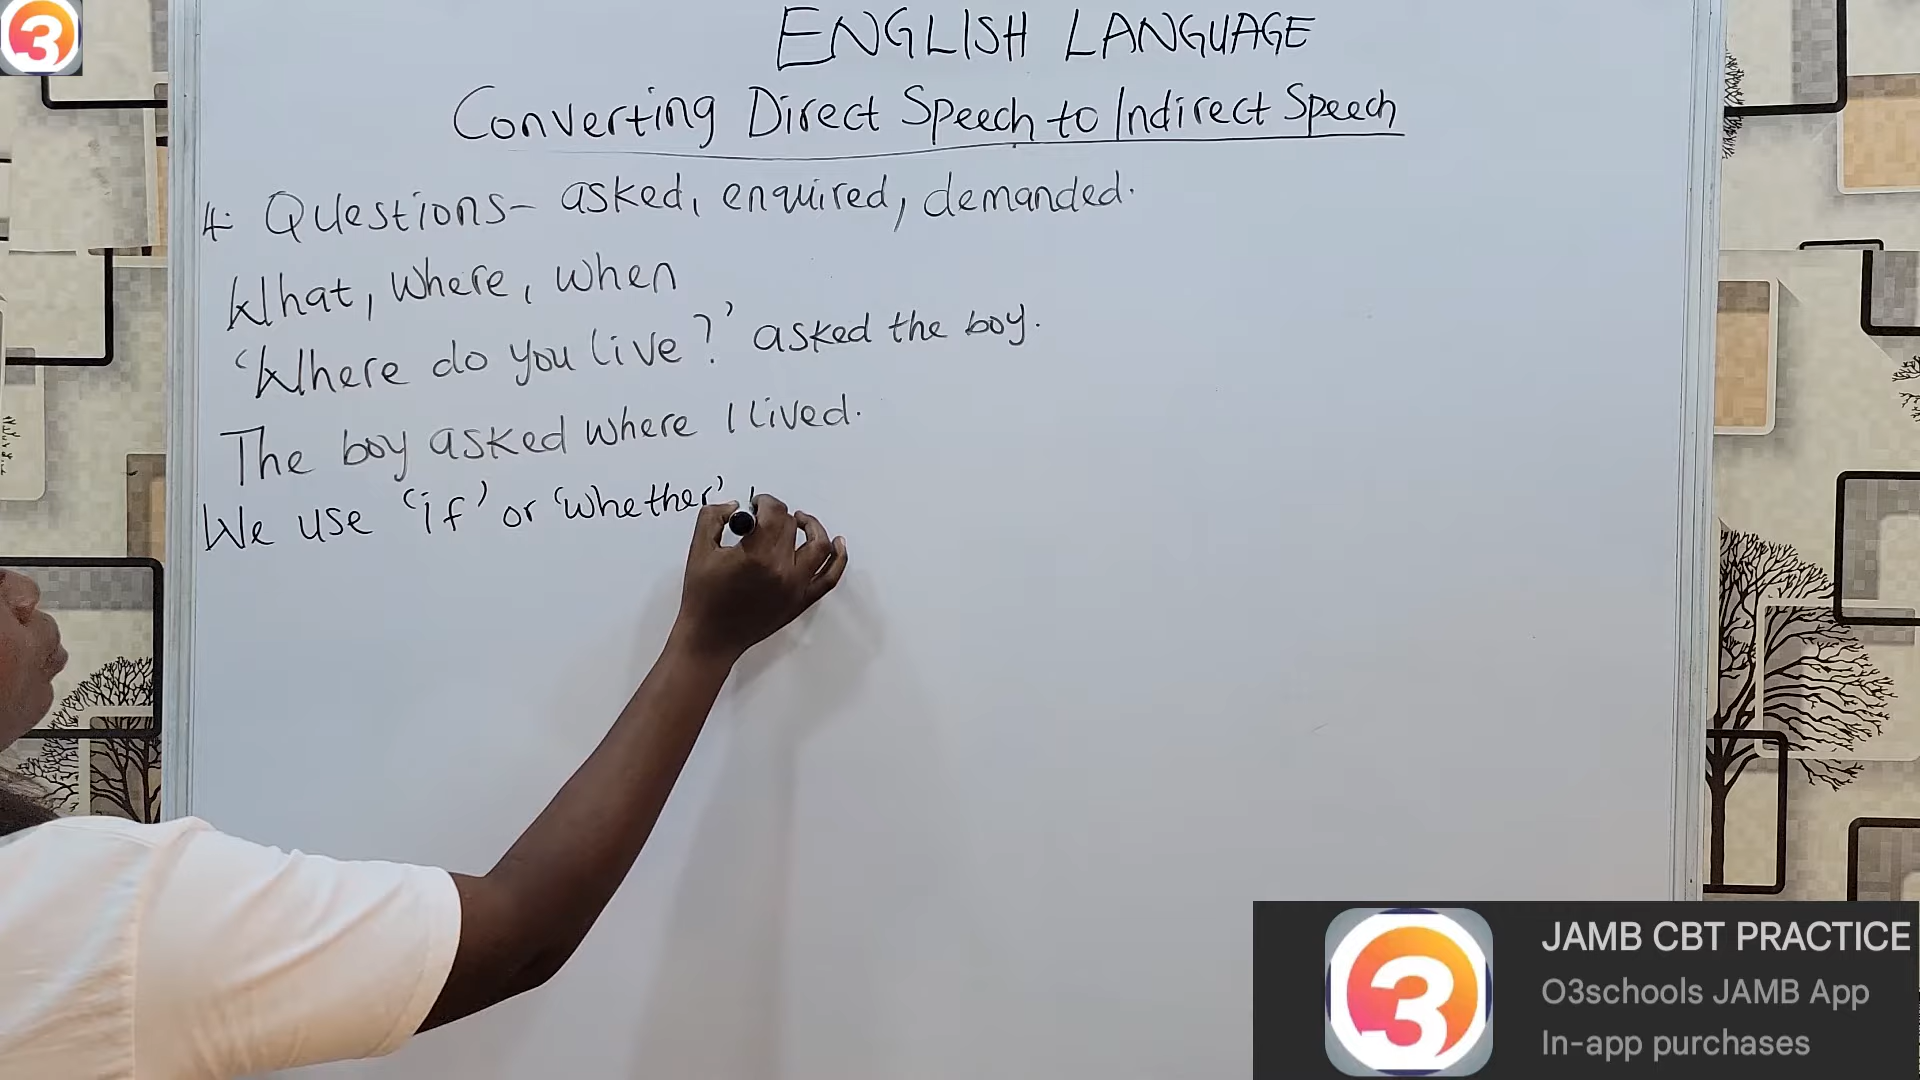 3
ENGLISH LANGUAGE
Converting Direct Speech to Indirect Speech
4. Questions- asked, enquired, demanded.
What, where, when
'Where do you live?' asked the boy.
The boy asked where I lived.
We use 'if' or 'whether'
3
JAMB CBT PRACTICE
O3schools JAMB App
In-app purchases